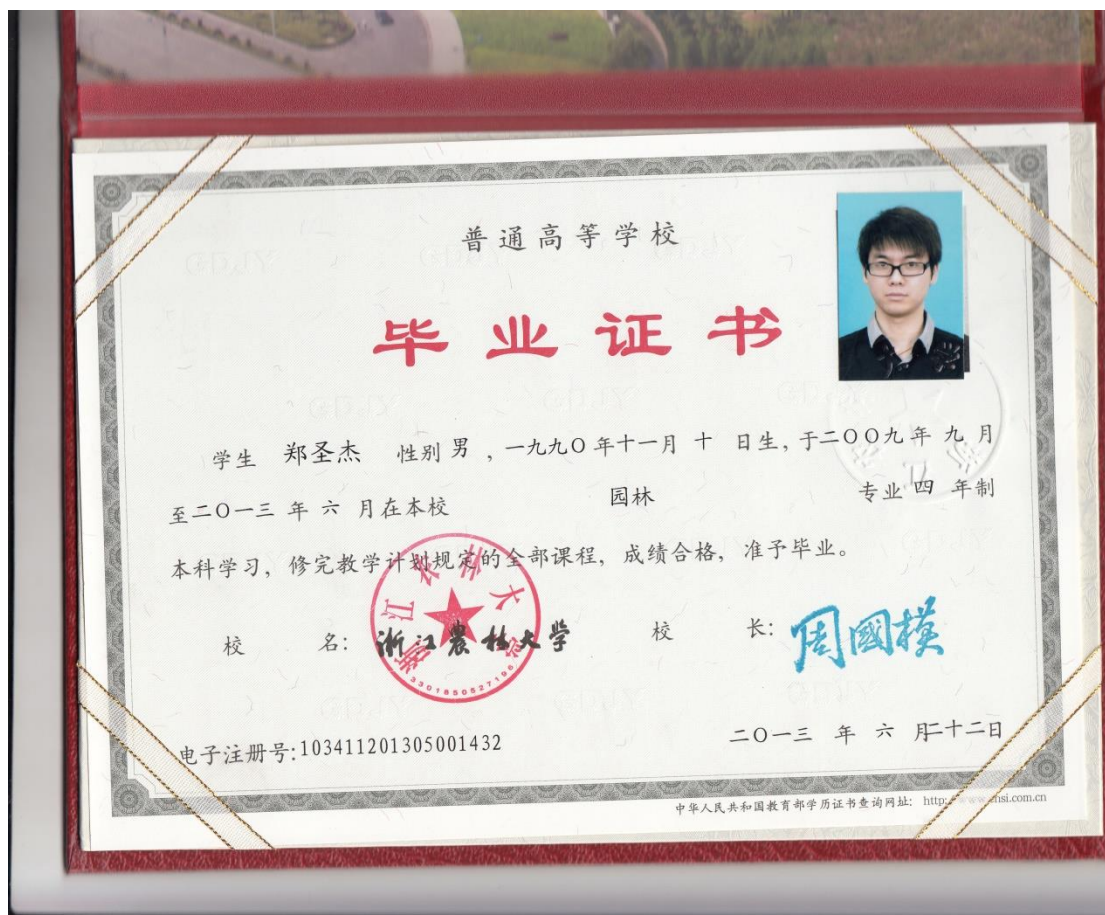 普通高等学校
毕业证书
学生 郑圣杰 性别 男 ，一九九〇 年十一月 十 日生，于二〇〇九 年 九 月
至二〇一三 年 六 月在本校 园林 专业 四 年制
本科学习，修完教学计划规定的全部课程，成绩合格，准予毕业。
校 名：浙江農林大学 校 长：周國模
浙江农林大学
3301850527195
电子注册号:103411201305001432 二〇一三 年 六 月二十二日
中华人民共和国教育部学历证书查询网址： http://www.chsi.com.cn